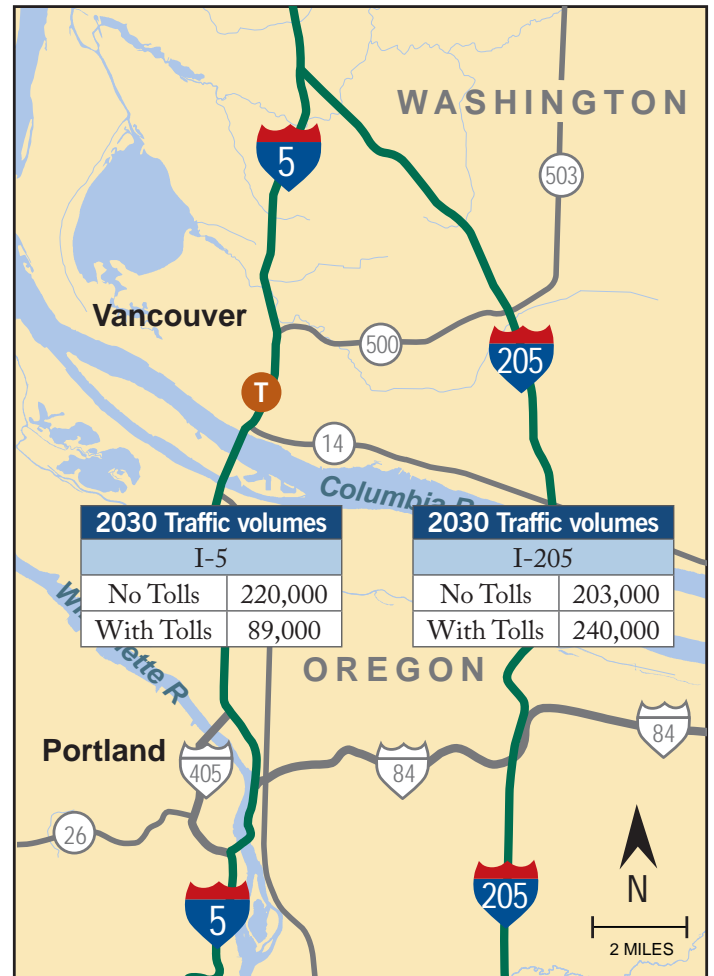 WASHINGTON
5
503
Vancouver
500
205
T
14
Columbia
2030 Traffic volumes
I-5
No Tolls 220,000
With Tolls 89,000
2030 Traffic volumes
I-205
No Tolls 203,000
With Tolls 240,000
OREGON
Portland
405
84
84
26
5
205
N
2 MILES